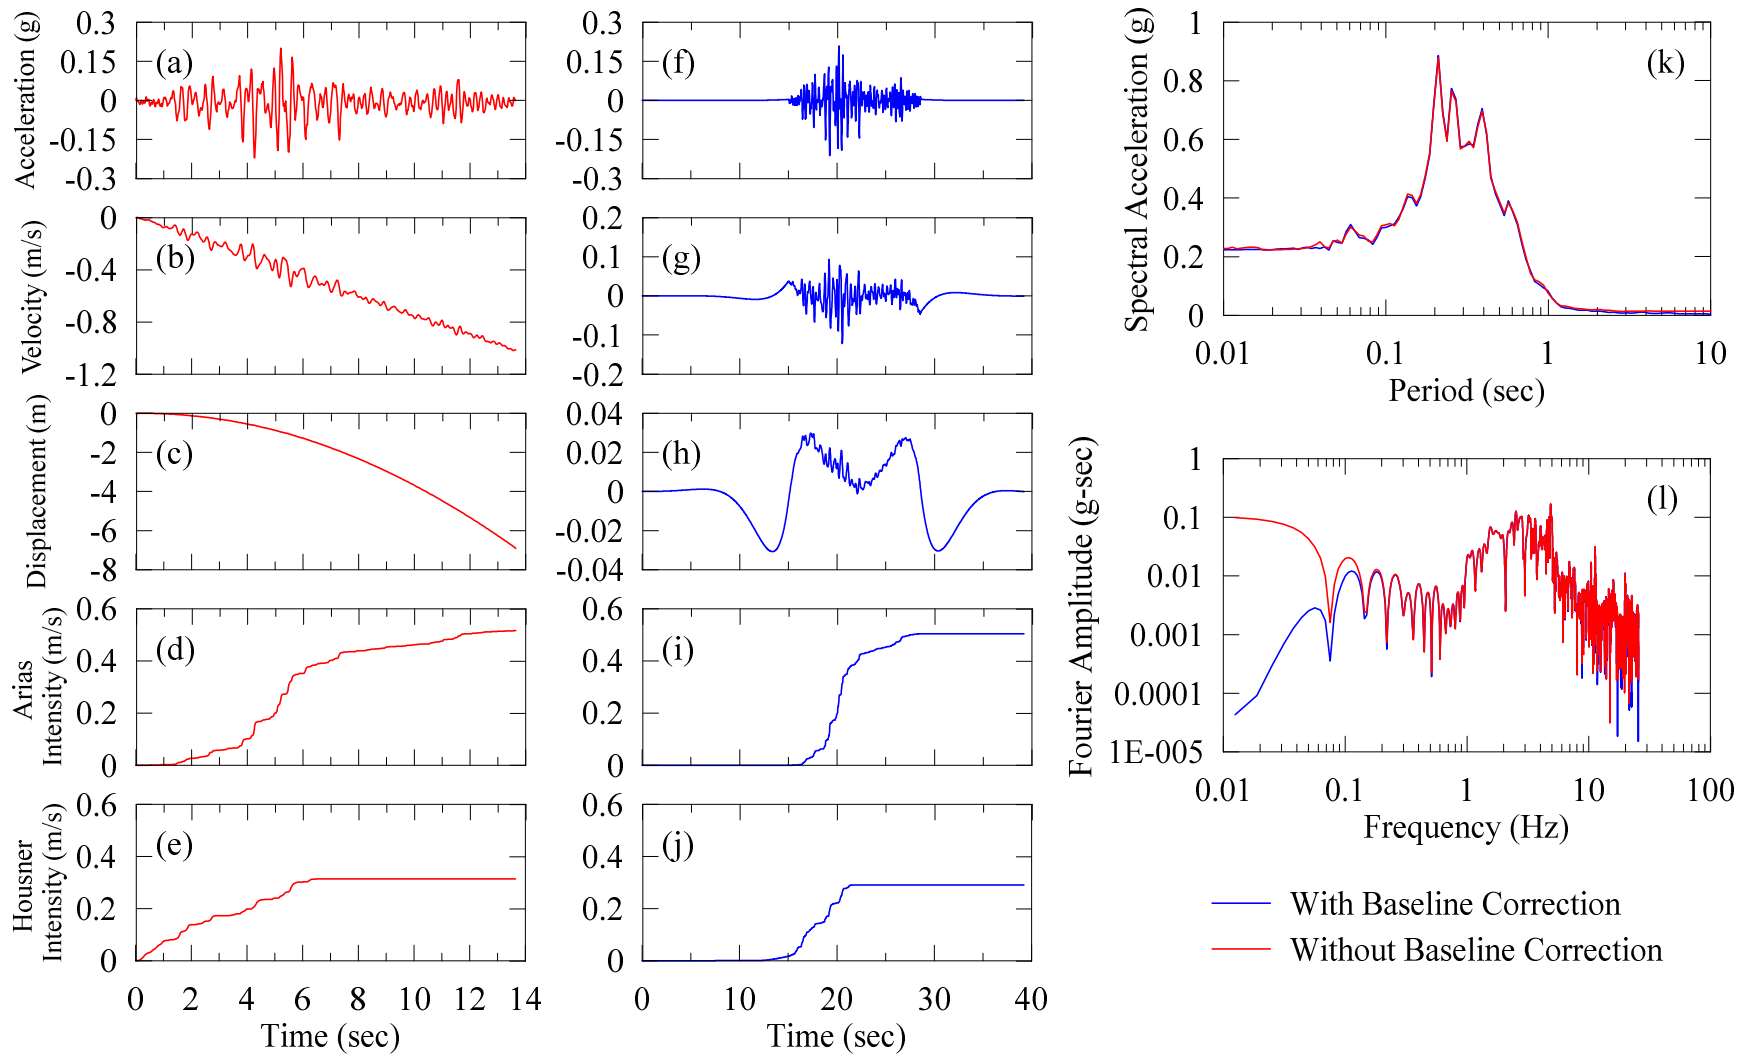 Acceleration (g)
0.3
0.15
0
-0.15
-0.3
(a)
0.3
0.15
0
-0.15
-0.3
(f)
Velocity (m/s)
0
-0.4
-0.8
-1.2
(b)
0.2
0.1
0
-0.1
-0.2
(g)
Displacement (m)
0
-2
-4
-6
-8
(c)
0.04
0.02
0
-0.02
-0.04
(h)
Arias
Intensity (m/s)
0.6
0.4
0.2
0
(d)
0.6
0.4
0.2
0
(i)
Housner
Intensity (m/s)
0.6
0.4
0.2
0
(e)
0 2 4 6 8 10 12 14
Time (sec)
0.6
0.4
0.2
0
(j)
0 10 20 30 40
Time (sec)
Spectral Acceleration (g)
1
0.8
0.6
0.4
0.2
0
(k)
0.01 0.1 1 10
Period (sec)
Fourier Amplitude (g-sec)
1
0.1
0.01
0.001
0.0001
1E-005
(l)
0.01 0.1 1 10 100
Frequency (Hz)
With Baseline Correction
Without Baseline Correction